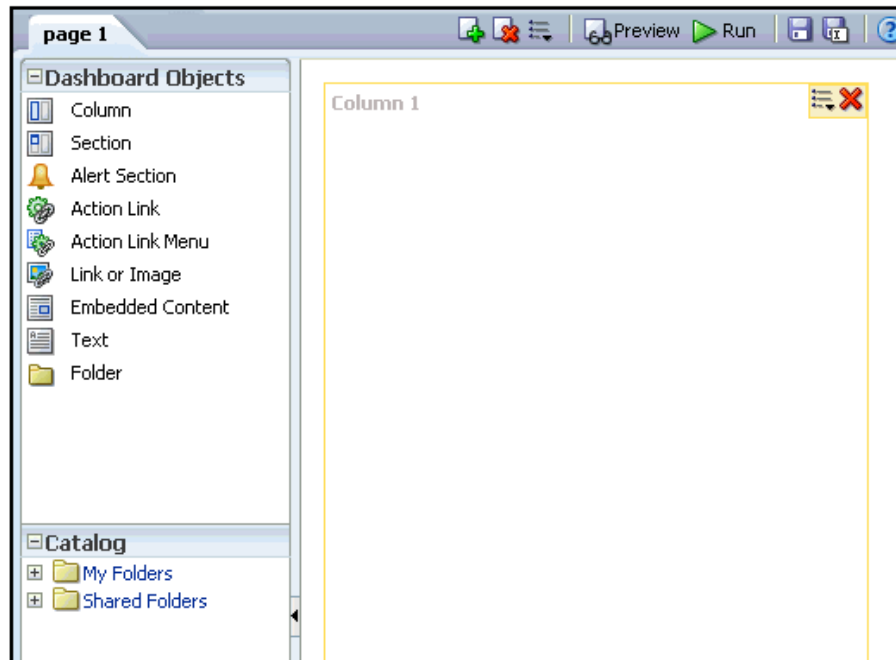 page 1
Preview
Run
Dashboard Objects
Column
Section
Alert Section
Action Link
Action Link Menu
Link or Image
Embedded Content
Text
Folder
Catalog
My Folders
Shared Folders
Column 1